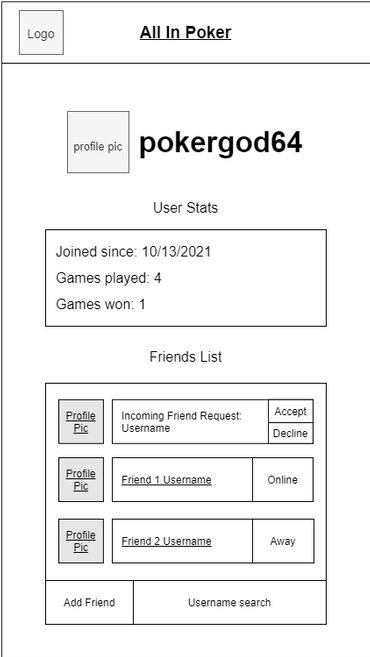 Logo
All In Poker
profile pic
pokergod64
User Stats
Joined since: 10/13/2021
Games played: 4
Games won: 1
Friends List
Profile
Pic
Incoming Friend Request:
Username
Accept
Decline
Profile
Pic
Friend 1 Username
Online
Profile
Pic
Friend 2 Username
Away
Add Friend
Username search